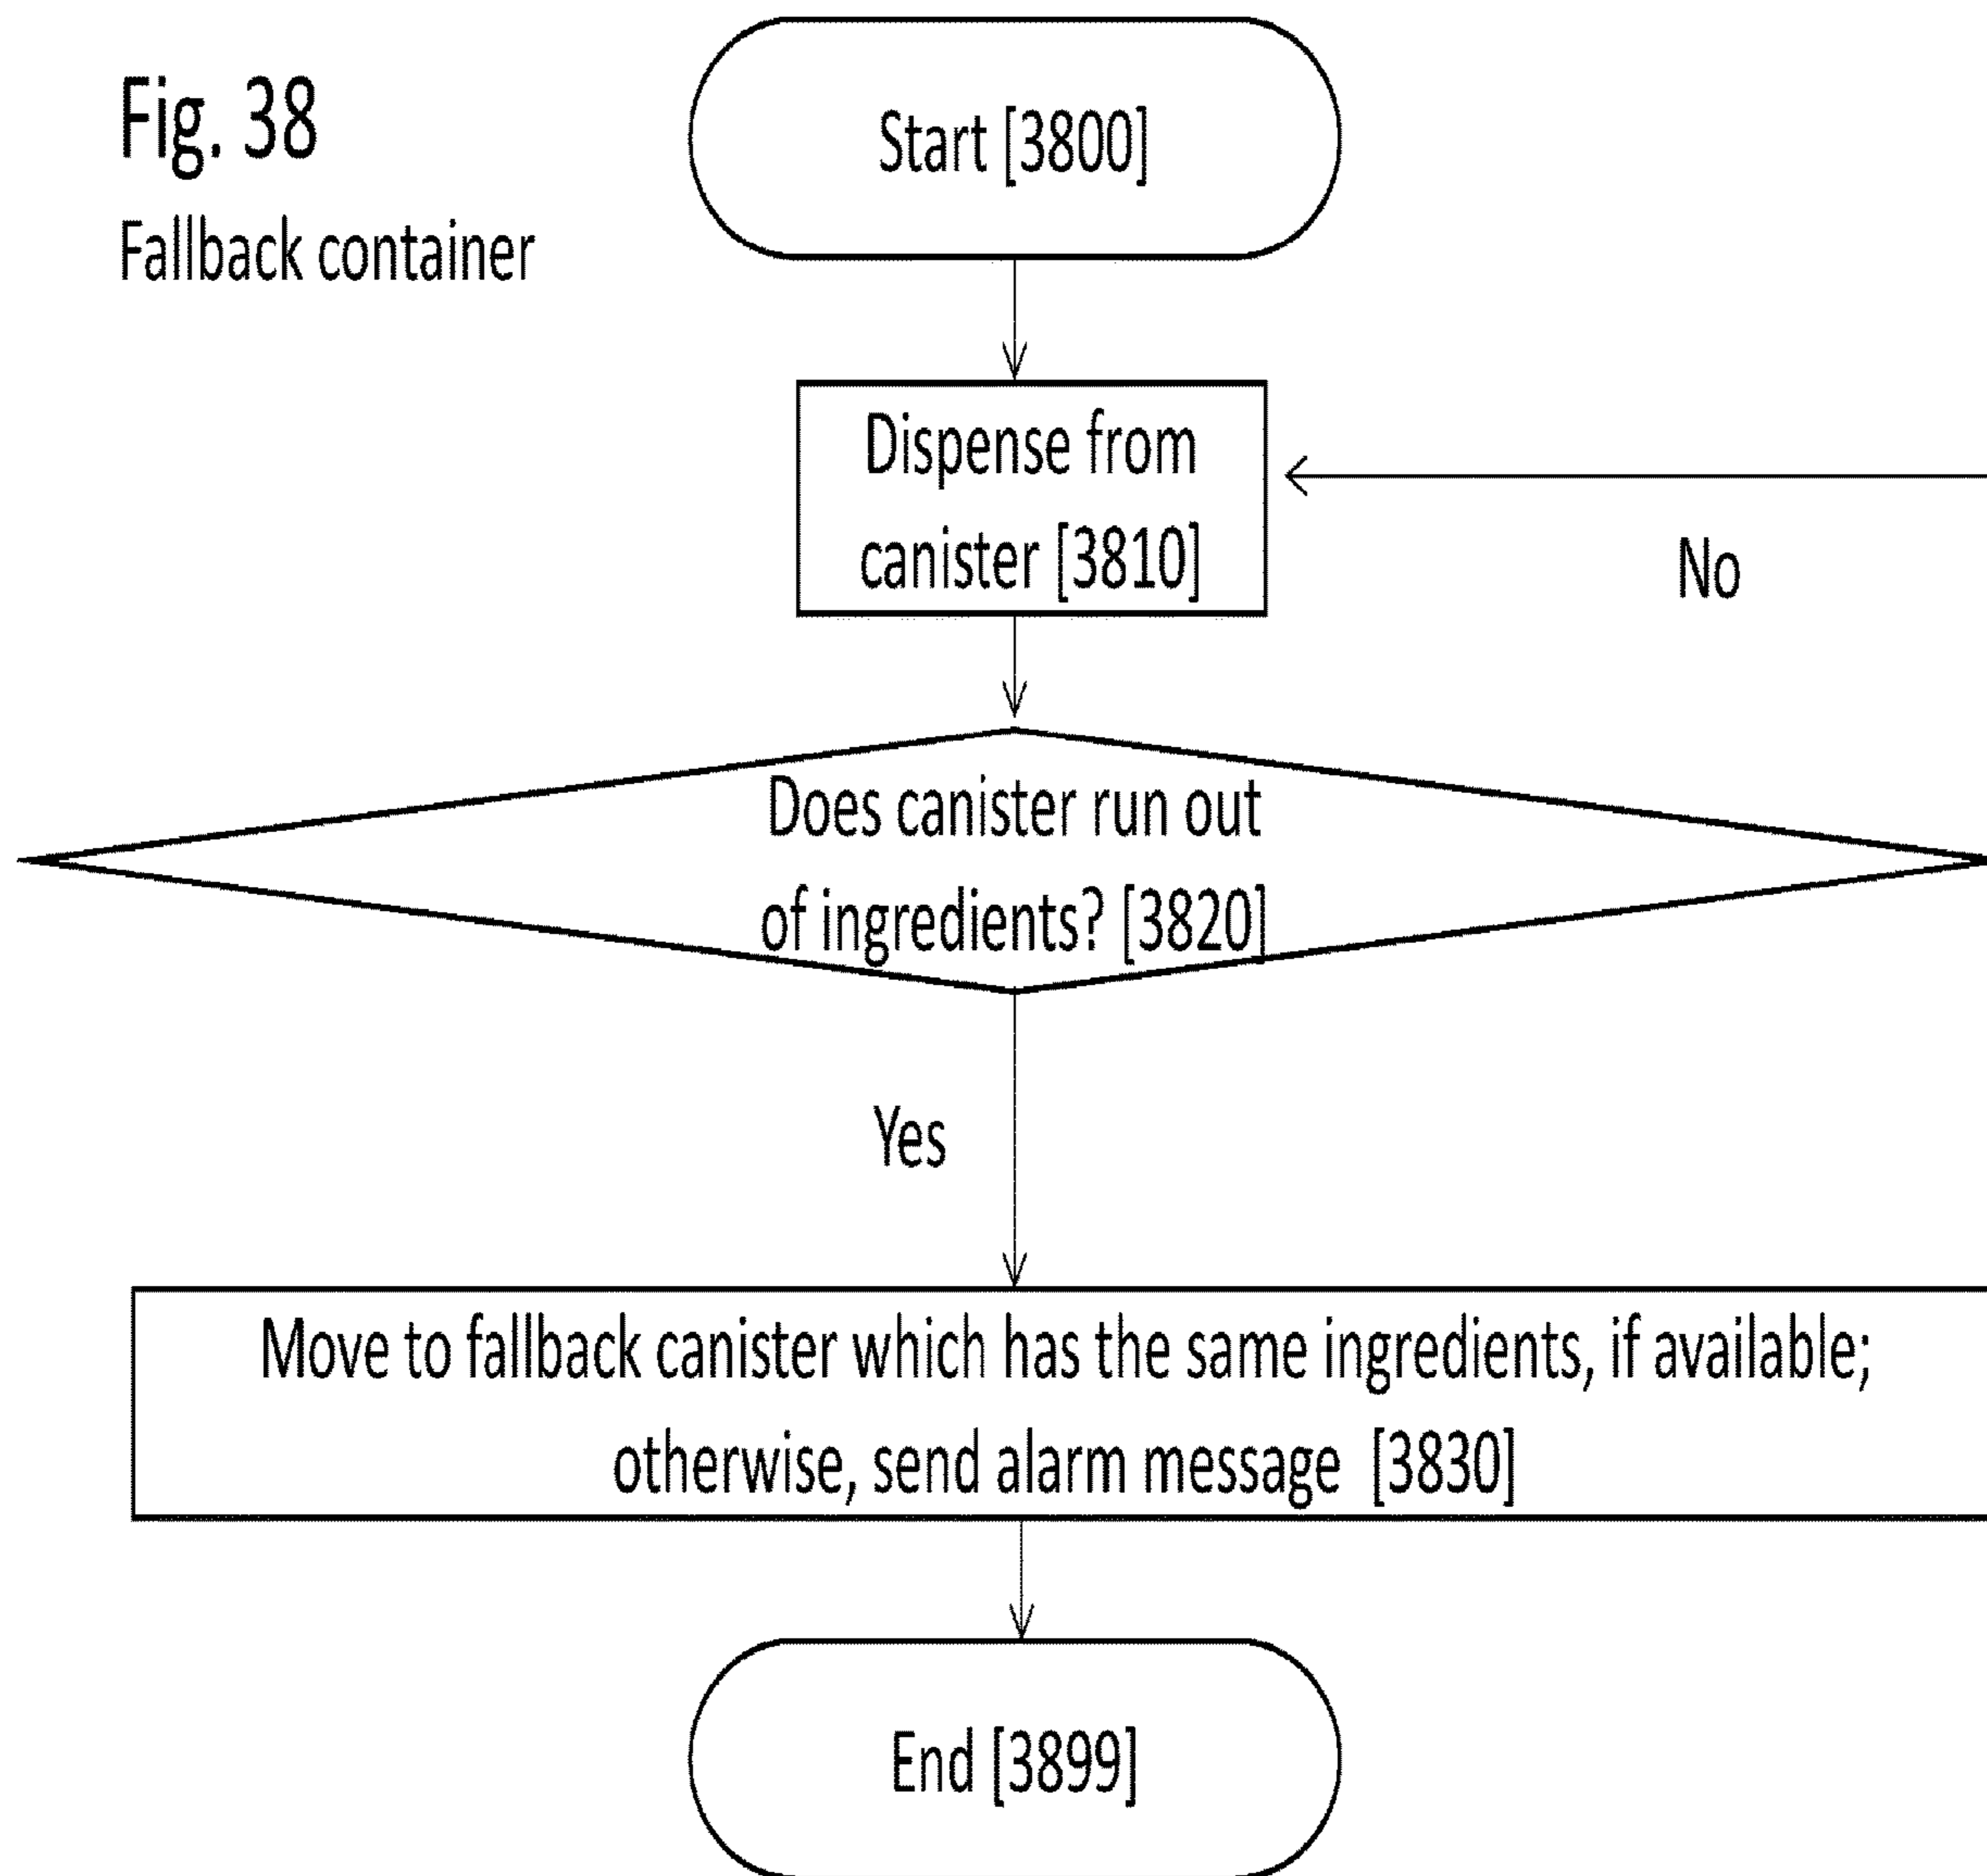 Fig. 38
Fallback container
Start [3800]
Dispense from
canister [3810]
No
Does canister run out
of ingredients? [3820]
Yes
Move to fallback canister which has the same ingredients, if available;
otherwise, send alarm message [3830]
End [3899]